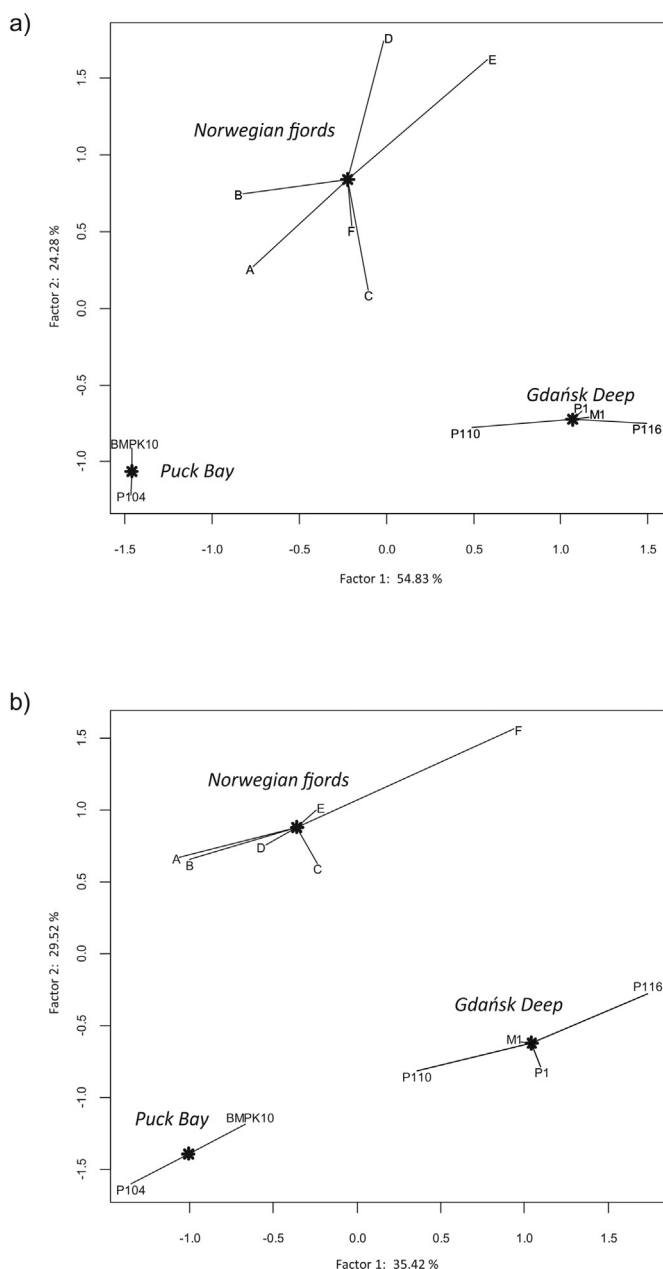 a)
D
E
Norwegian fjords
B
F
A
C
Gdańsk Deep
P1
M1
P110
P116
BMPK10
Puck Bay
P104
1.5
1.0
0.5
0.0
-0.5
-1.0
Factor 2: 24.28 %
-1.5
-1.0
-0.5
0.0
0.5
1.0
1.5
Factor 1: 54.83 %
b)
F
Norwegian fjords
E
A
B
D
C
P116
Gdańsk Deep
M1
P110
P1
BMPK10
Puck Bay
P104
1.5
1.0
0.5
0.0
-0.5
-1.0
-1.5
Factor 2: 29.52 %
-1.0
-0.5
0.0
0.5
1.0
1.5
Factor 1: 35.42 %